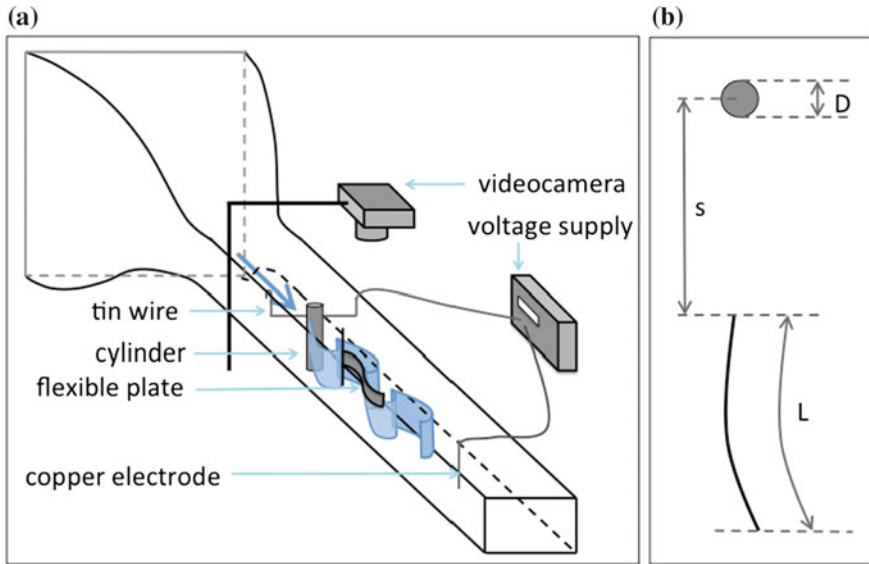 (a)
videocamera
voltage supply
tin wire
cylinder
flexible plate
copper electrode
(b)
D
s
L